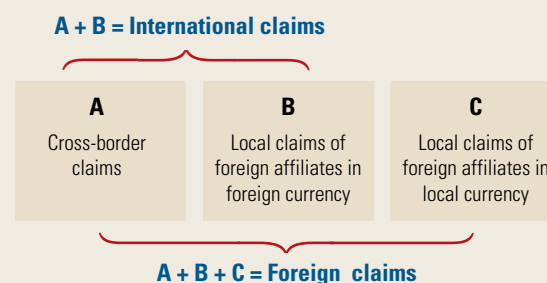 A + B = International claims
A
Cross-border
claims
B
Local claims of
foreign affiliates in
foreign currency
C
Local claims of
foreign affiliates in
local currency
A + B + C = Foreign claims